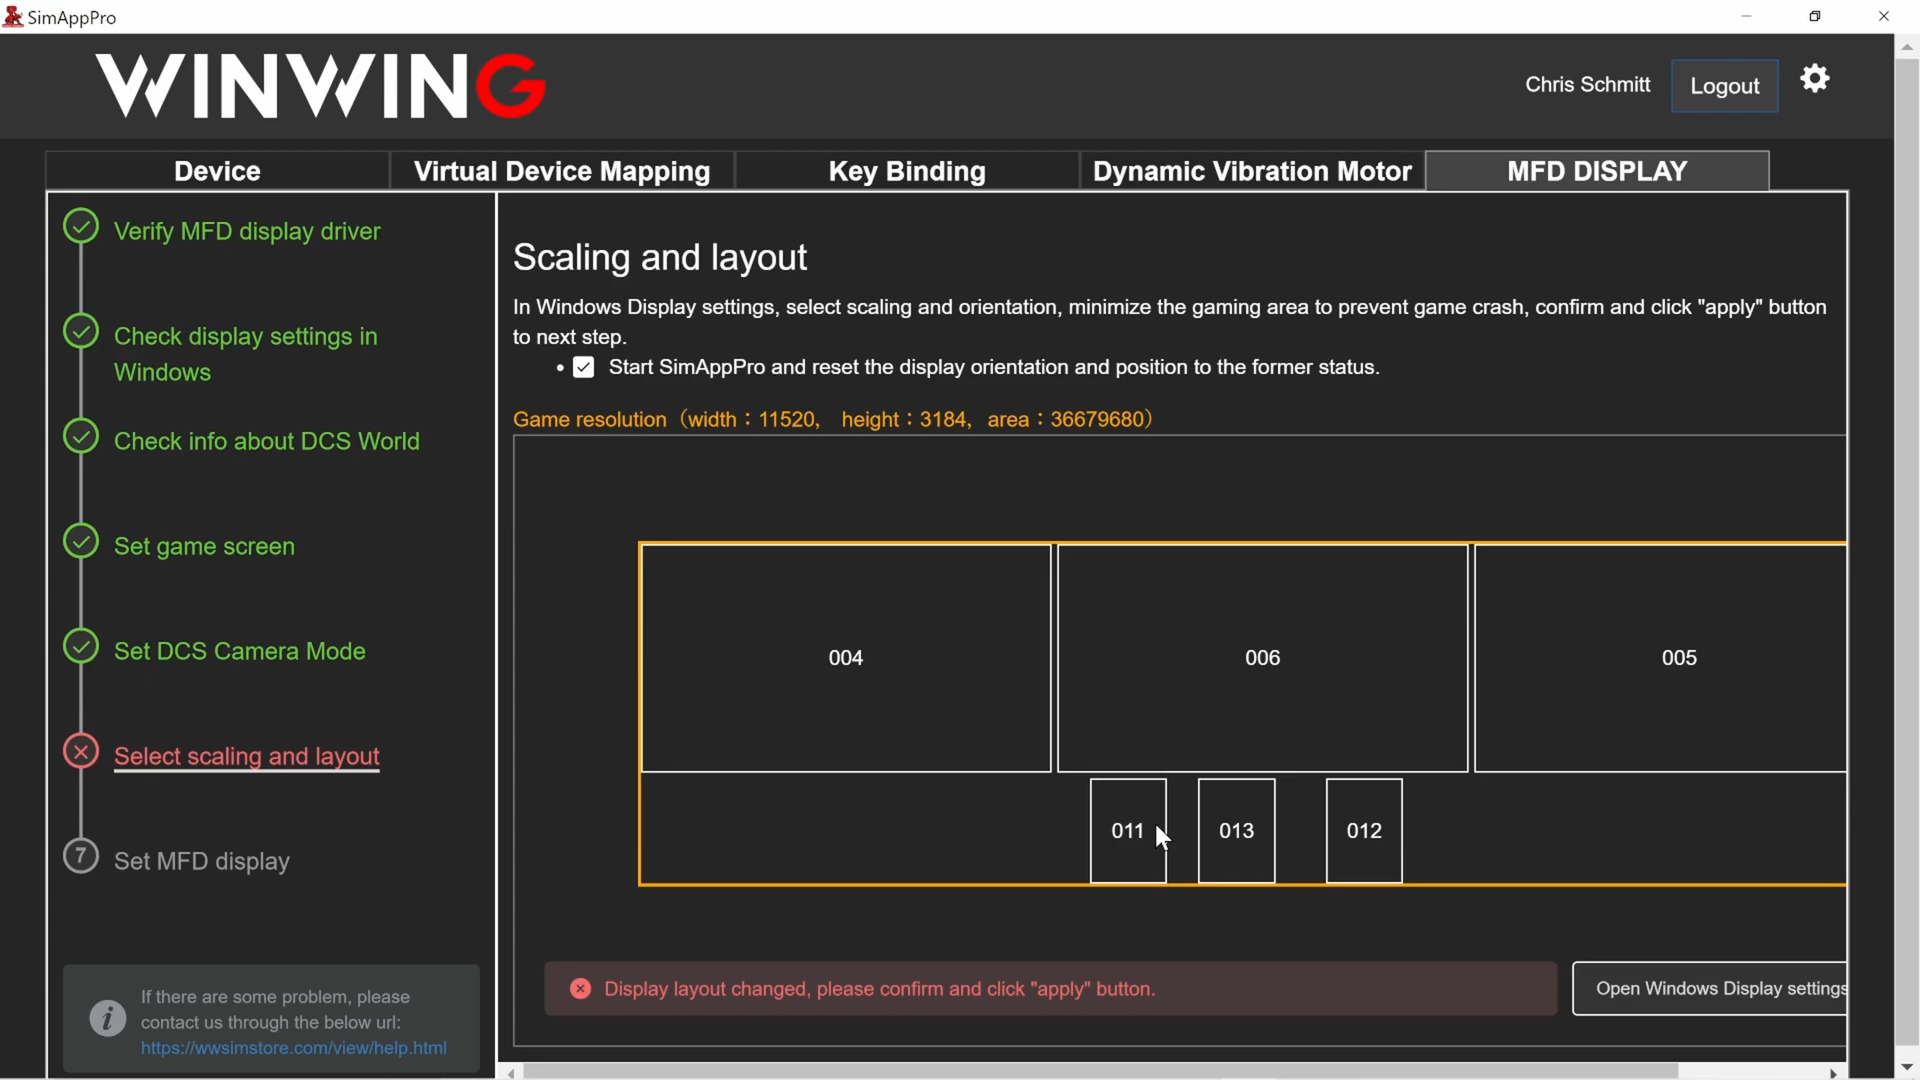 SimAppPro
WINWING
Chris Schmitt
Logout
Device
Virtual Device Mapping
Key Binding
Dynamic Vibration Motor
MFD DISPLAY
Verify MFD display driver
Check display settings in
Windows
Check info about DCS World
Set game screen
Set DCS Camera Mode
Select scaling and layout
7
Set MFD display
If there are some problem, please
contact us through the below url:
https://wwsimstore.com/view/help.html
Scaling and layout
In Windows Display settings, select scaling and orientation, minimize the gaming area to prevent game crash, confirm and click "apply" button
to next step.
• Start SimAppPro and reset the display orientation and position to the former status.
Game resolution（width：11520, height：3184, area：36679680）
004
006
005
011
013
012
Display layout changed, please confirm and click "apply" button.
Open Windows Display settings